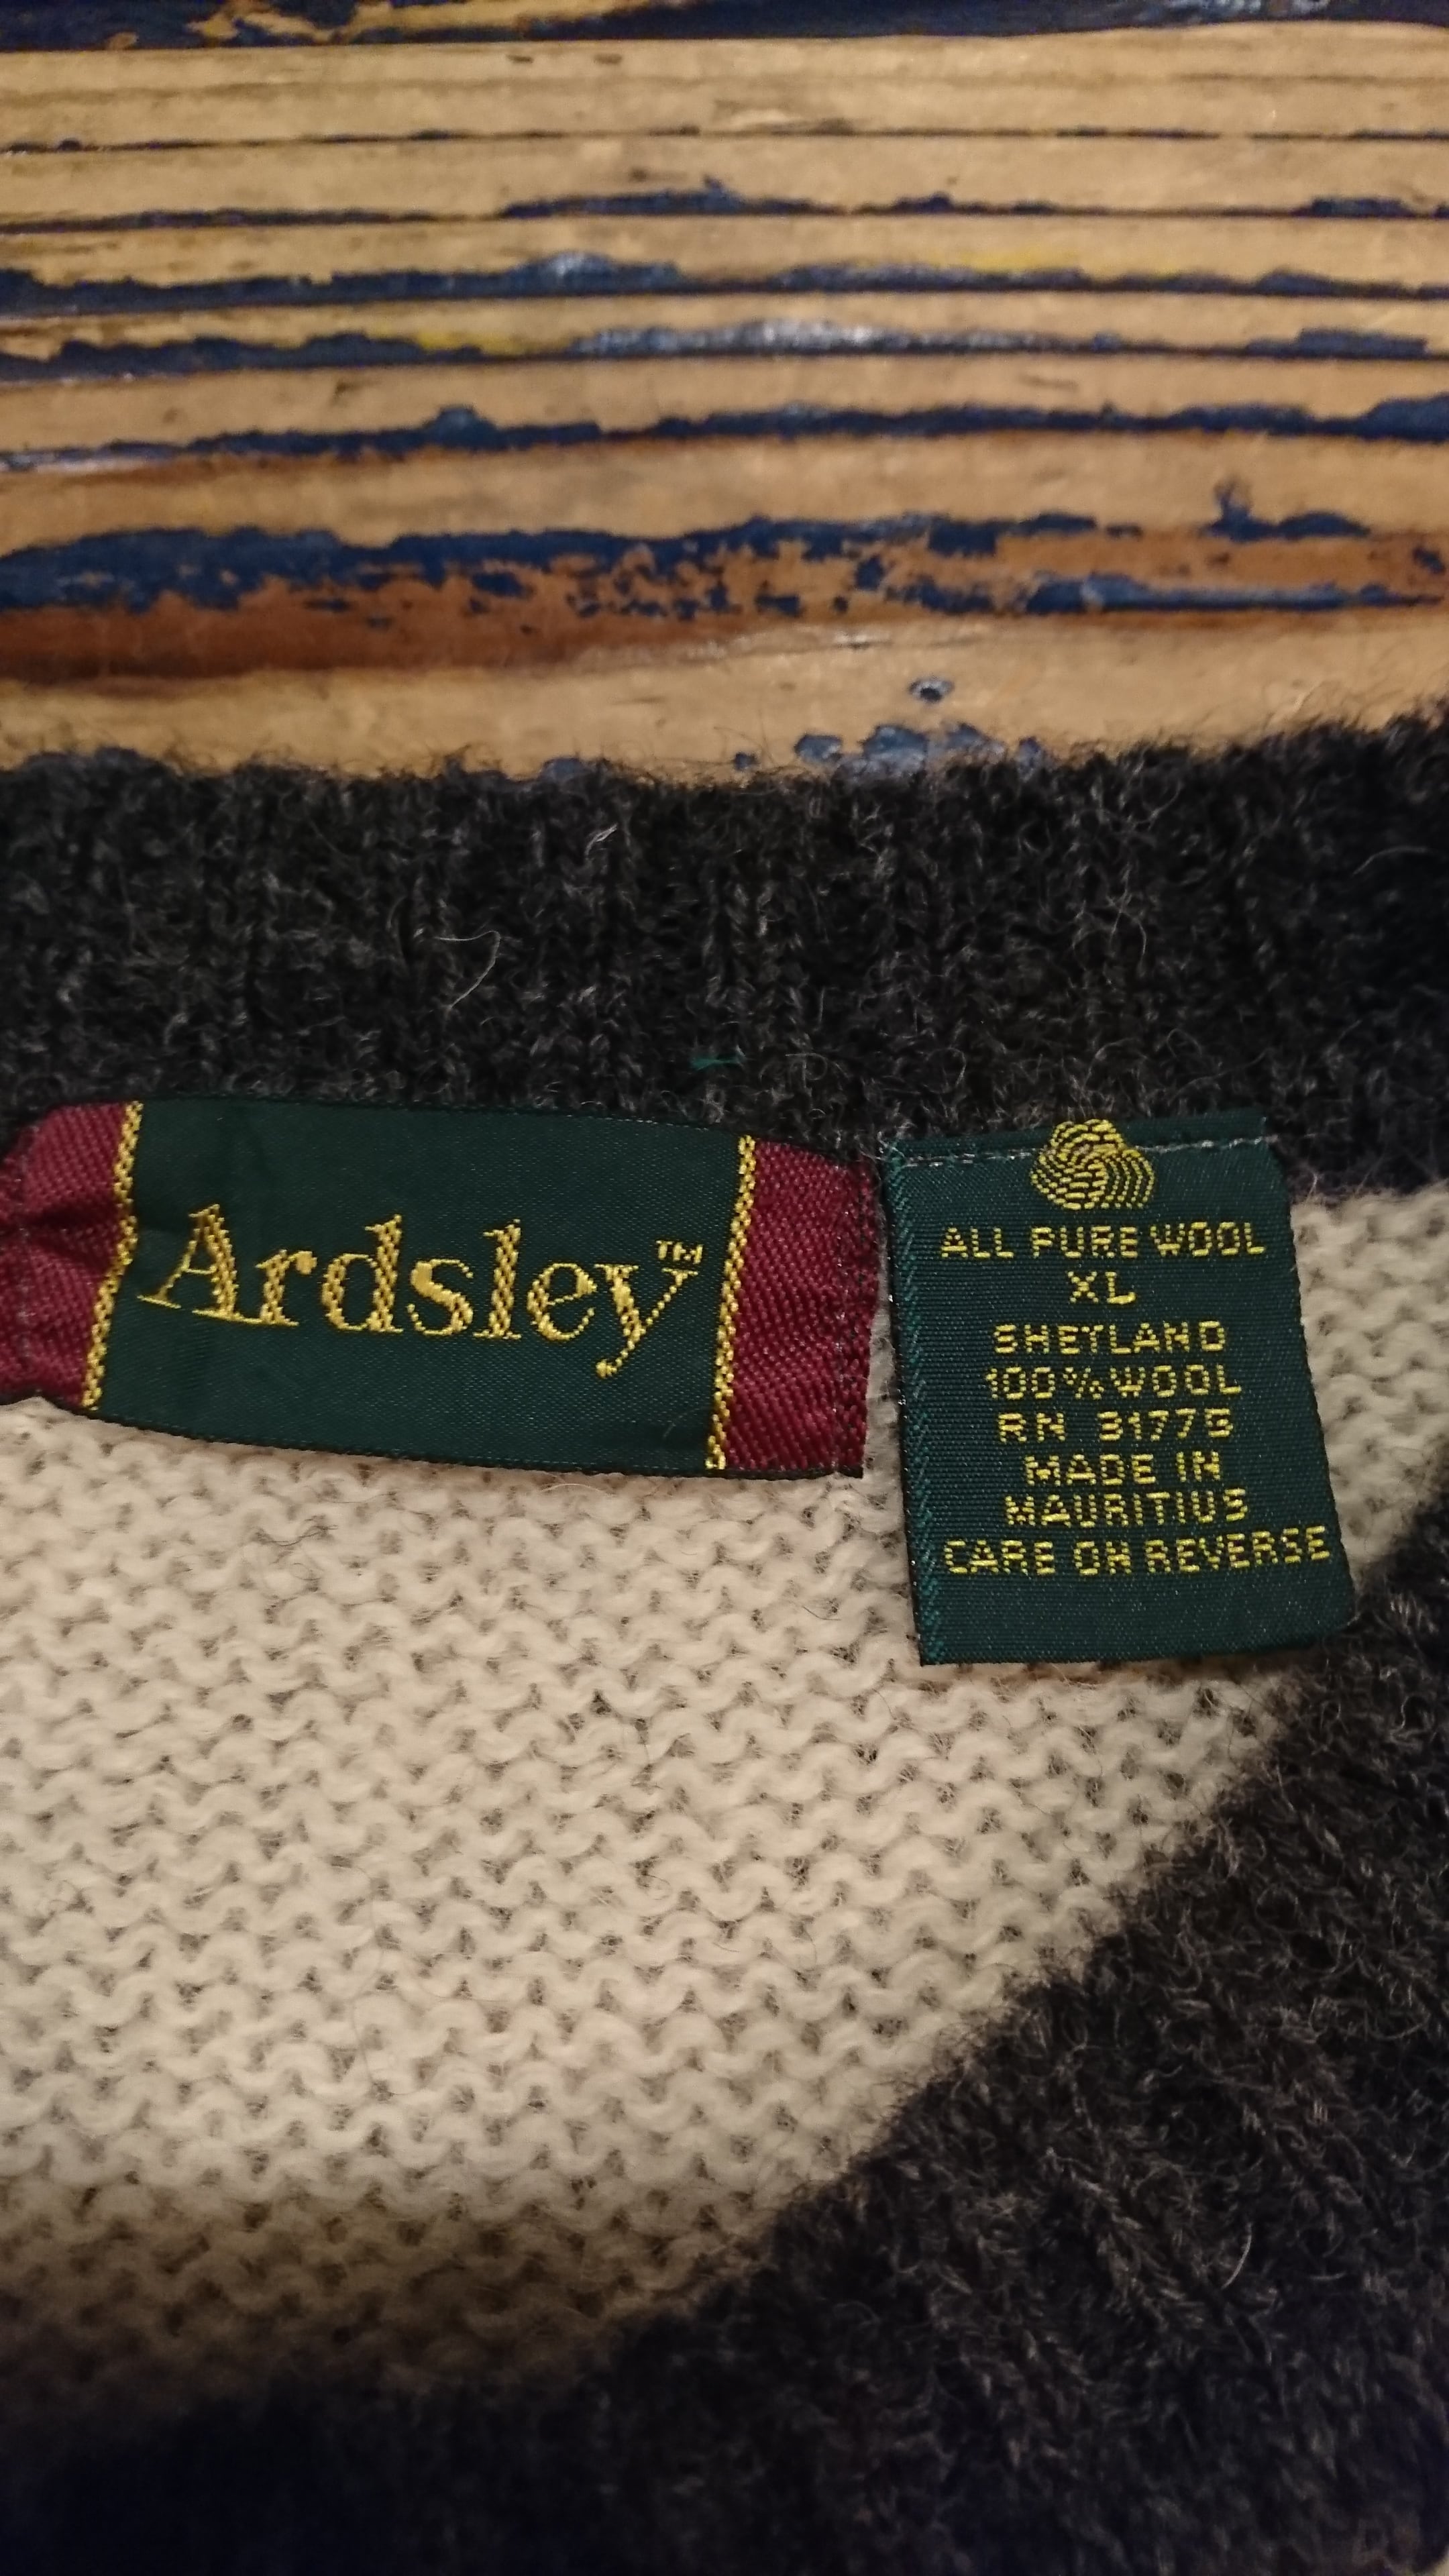 Ardsley™
ALL PURE WOOL
XL
SHETLAND
100% WOOL
RN 31775
MADE IN
MAURITIUS
CARE ON REVERSE